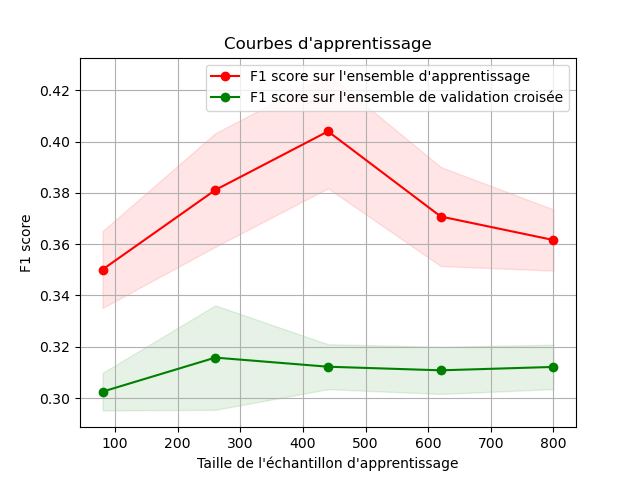 Courbes d'apprentissage
F1 score sur l'ensemble d'apprentissage
F1 score sur l'ensemble de validation croisée
0.42
0.40
0.38
0.36
0.34
0.32
0.30
F1 score
100 200 300 400 500 600 700 800
Taille de l'échantillon d'apprentissage